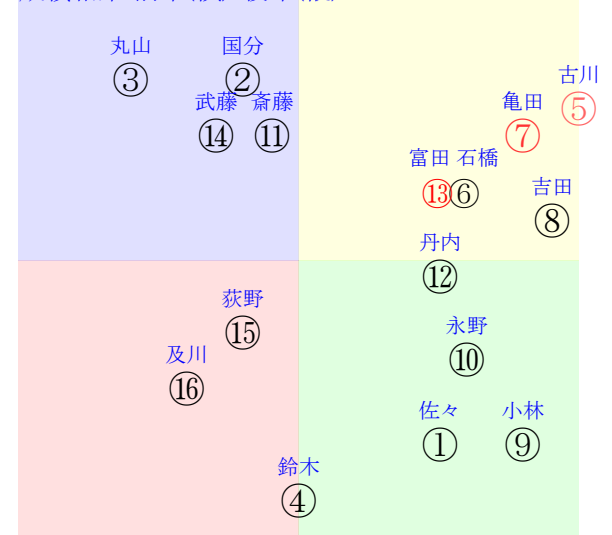 丸山 国分
③ ② 古川
武藤 斎藤 亀田 ⑤
⑭ ⑪ ⑦
富田 石橋
⑬ ⑥ 吉田
⑧
丹内
⑫
荻野
⑮ 永野
及川 ⑩
⑯
佐々 小林
① ⑨
鈴木
④